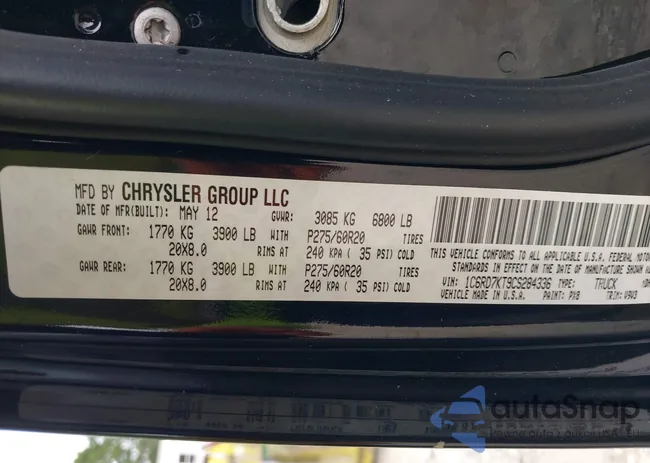 MFD BY CHRYSLER GROUP LLC
DATE OF MFR(BUILT): MAY 12 GVWR: 3085 KG 6800 LB
GAWR FRONT: 1770 KG 3900 LB WITH P275/60R20 TIRES
20X8.0 RIMS AT 240 KPA ( 35 PSI) COLD
GAWR REAR: 1770 KG 3900 LB WITH P275/60R20 TIRES
20X8.0 RIMS AT 240 KPA ( 35 PSI) COLD
THIS VEHICLE CONFORMS TO ALL APPLICABLE U.S.A. FEDERAL MOTOR
STANDARDS IN EFFECT ON THE DATE OF MANUFACTURE
VIN: 1C6RD7KT9CS284336 TYPE: TRUCK
VEHICLE MADE IN U.S.A. PAINT: PXB TRIM: V9V3
autoSnap